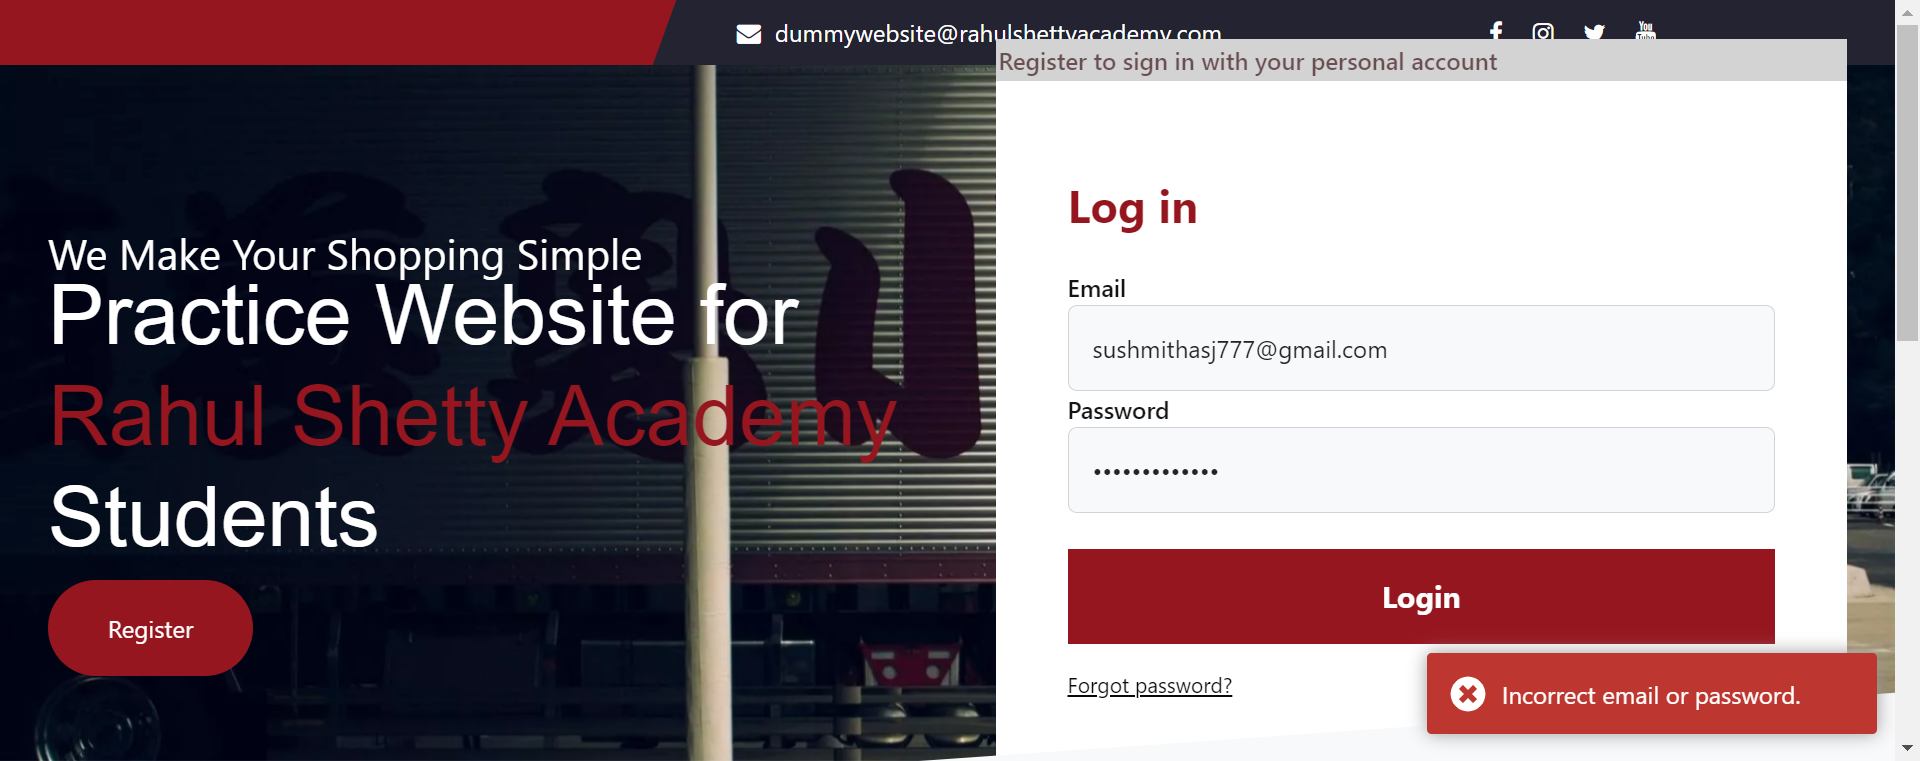 dummywebsite@rahulshettyacademy.com
You
Tube
Register to sign in with your personal account
We Make Your Shopping Simple
Practice Website for
Rahul Shetty Academy
Students
Register
Log in
Email
sushmithasj777@gmail.com
Password
•••••••••••••
Login
Forgot password?
Incorrect email or password.